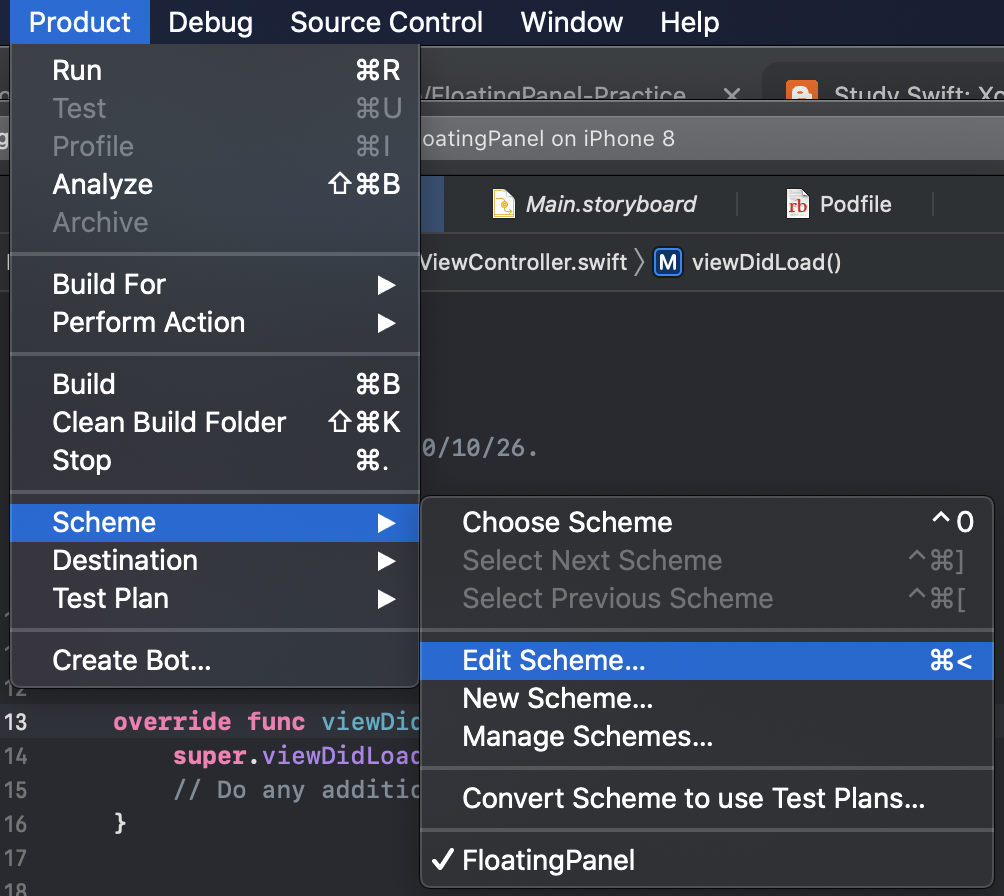 Product Debug Source Control Window Help
Run ⌘R
Test ⌘U
Profile ⌘I
Analyze ⇧⌘B
Archive
Build For ▶
Perform Action ▶
Build ⌘B
Clean Build Folder ⇧⌘K
Stop ⌘.
Scheme ▶
Destination ▶
Test Plan ▶
Create Bot...
Choose Scheme ^0
Select Next Scheme ^⌘]
Select Previous Scheme ^⌘[
Edit Scheme... ⌘<
New Scheme...
Manage Schemes...
Convert Scheme to use Test Plans...
✓ FloatingPanel
/FloatingPanel-Practice × Study Swift: Xc
oatingPanel on iPhone 8
Main.storyboard rb Podfile
ViewController.swift 〉 M viewDidLoad()
0/10/26.
12
13 override func viewDid
14 super.viewDidLoad
15 // Do any additio
16 }
17
18